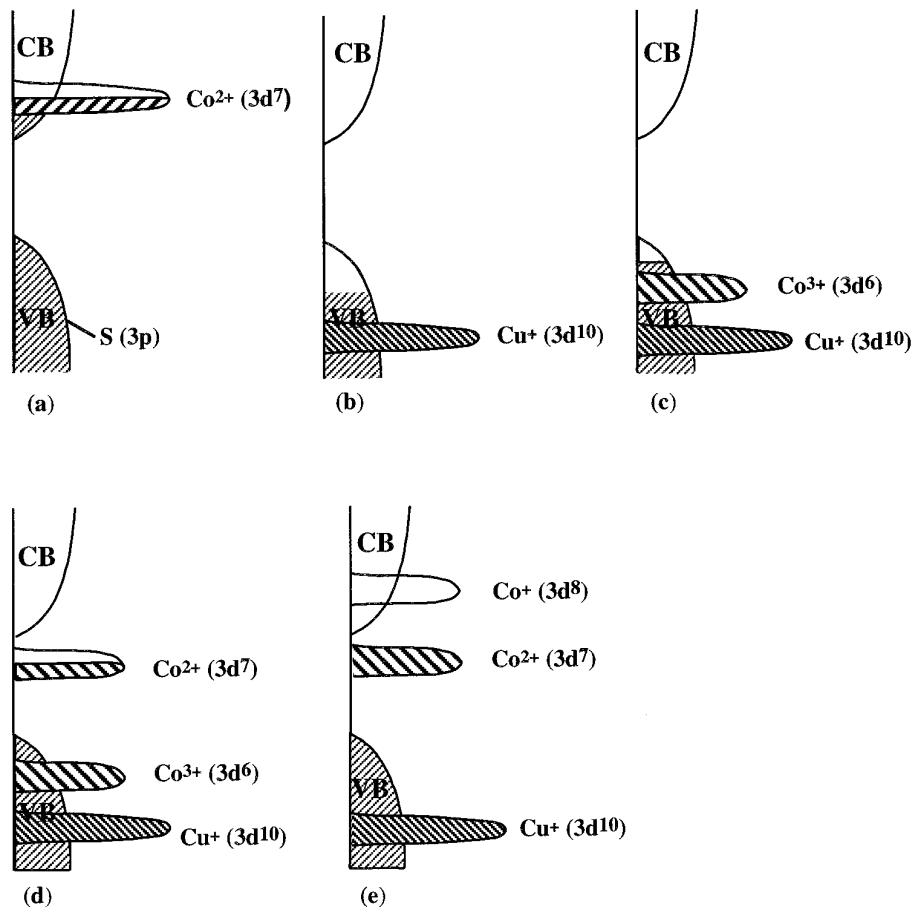 CB
Co²⁺ (3d⁷)
VB
S (3p)
(a)
CB
VB
Cu⁺ (3d¹⁰)
(b)
CB
Co³⁺ (3d⁶)
VB
Cu⁺ (3d¹⁰)
(c)
CB
Co²⁺ (3d⁷)
Co³⁺ (3d⁶)
VB
Cu⁺ (3d¹⁰)
(d)
CB
Co⁺ (3d⁸)
Co²⁺ (3d⁷)
VB
Cu⁺ (3d¹⁰)
(e)